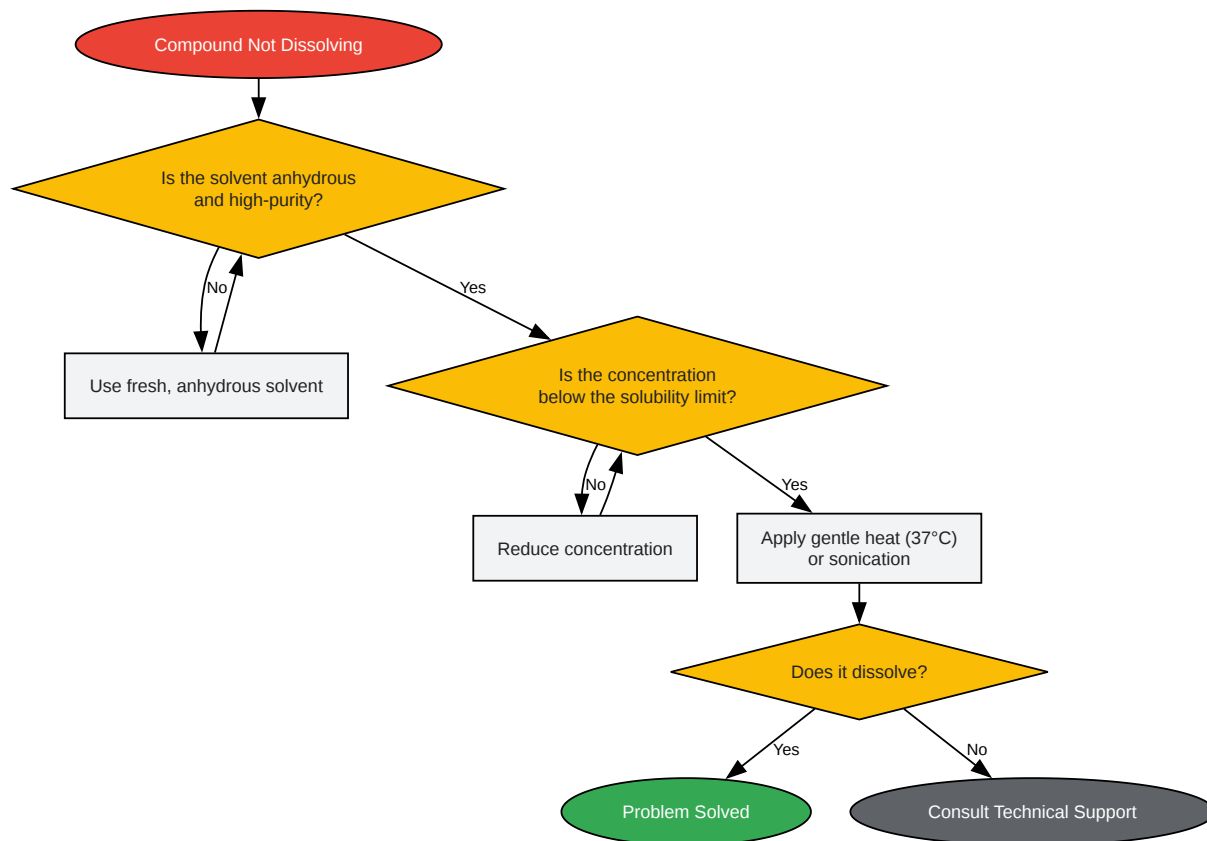 Compound Not Dissolving
Is the solvent anhydrous
and high-purity?
No
Yes
Use fresh, anhydrous solvent
Is the concentration
below the solubility limit?
No
Yes
Reduce concentration
Apply gentle heat (37°C)
or sonication
Does it dissolve?
Yes
No
Problem Solved
Consult Technical Support